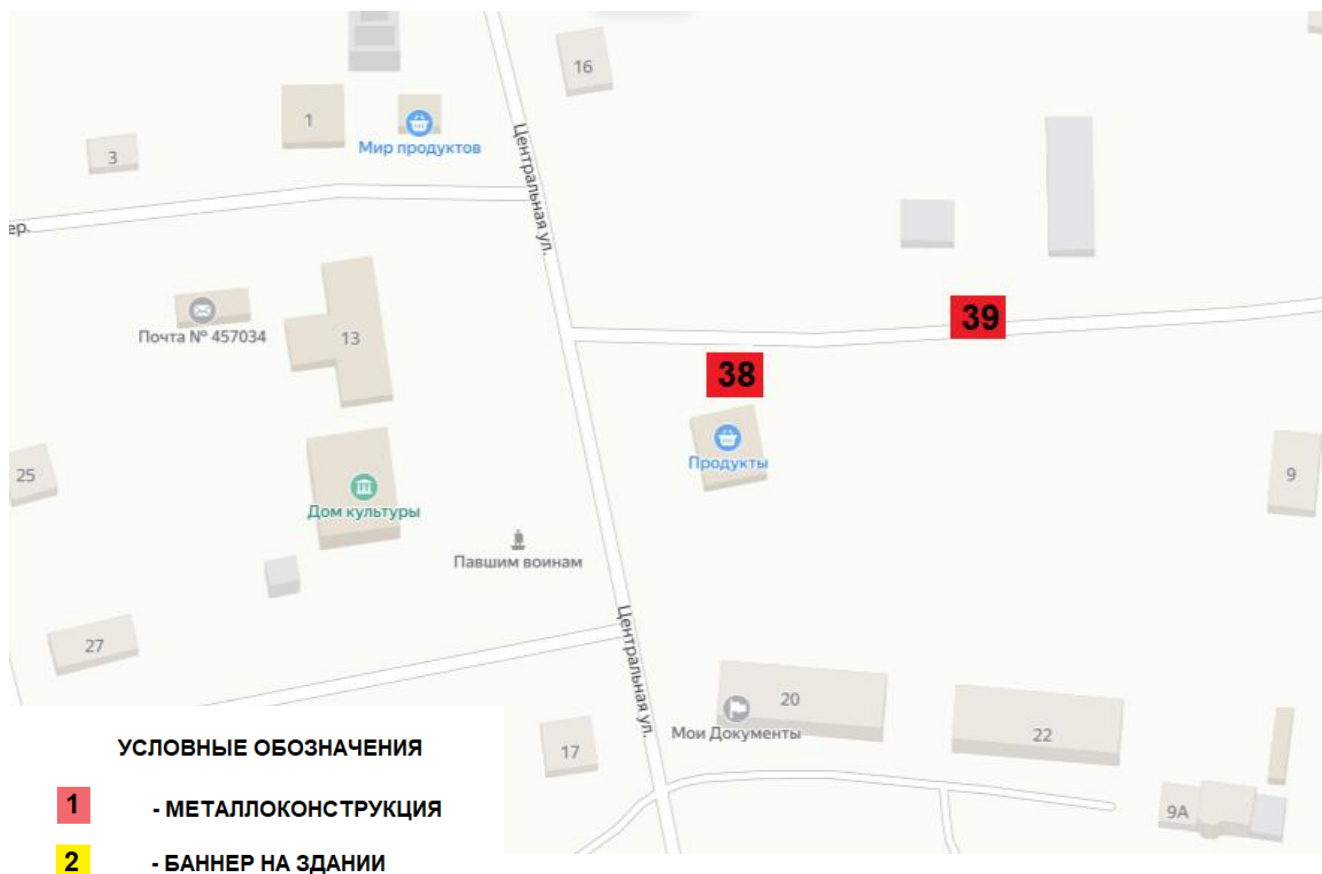 16
1
Мир продуктов
3
Центральная ул.
ер.
Почта № 457034
13
39
38
Продукты
25
9
Дом культуры
Павшим воинам
27
Центральная ул.
20
Мои Документы
22
17
9А
УСЛОВНЫЕ ОБОЗНАЧЕНИЯ
1 - МЕТАЛЛОКОНСТРУКЦИЯ
2 - БАННЕР НА ЗДАНИИ